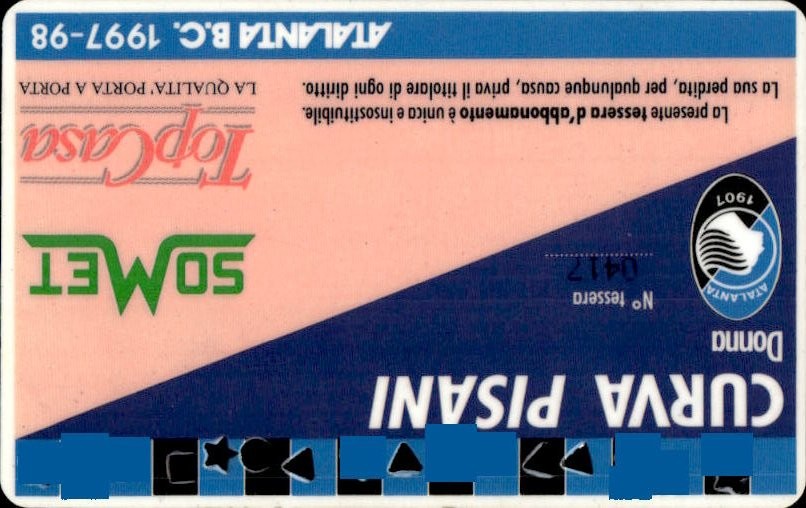 CURVA PISANI
Donna
N° tessera
0417
ATALANTA
1907
SOMET
La presente tessera d'abbonamento è unica e insostituibile.
La sua perdita, per qualunque causa, priva il titolare di ogni diritto.
TopCasa
LA QUALITA' PORTA A PORTA
ATALANTA B.C. 1997-98